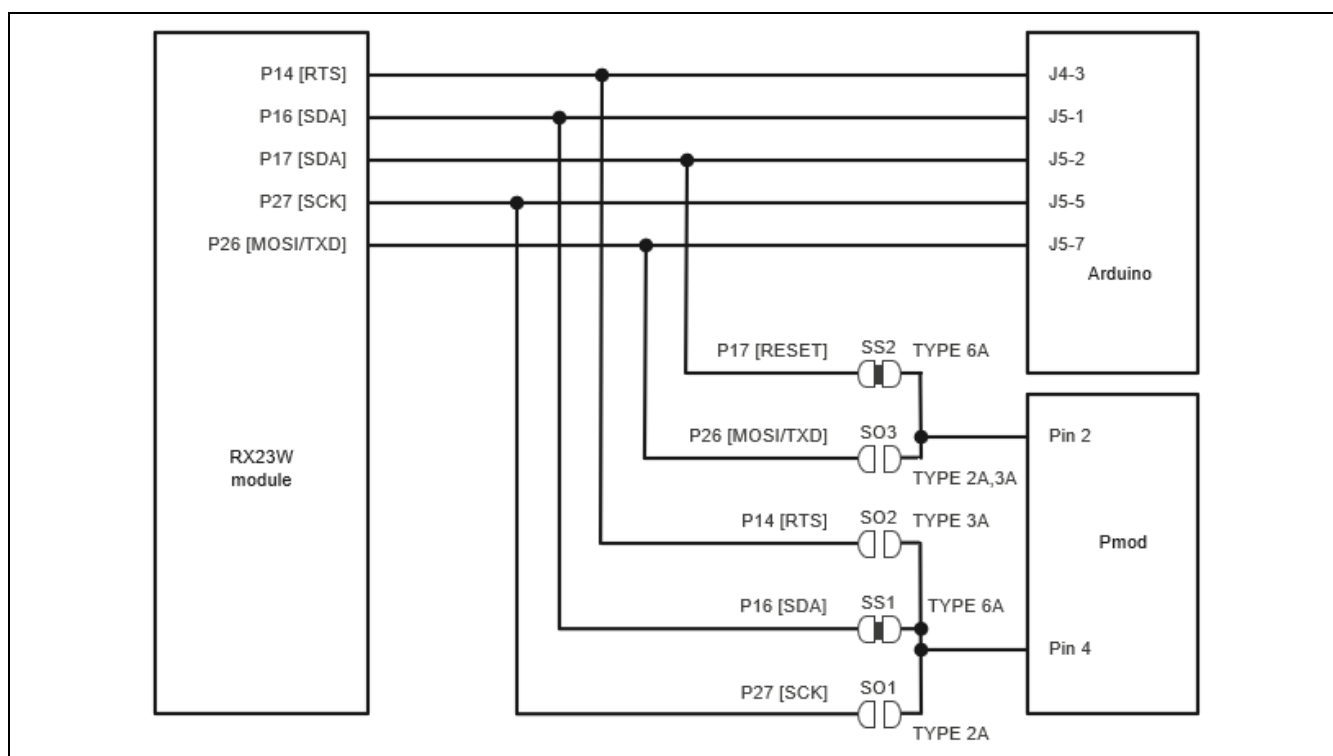 P14 [RTS]
P16 [SDA]
P17 [SDA]
P27 [SCK]
P26 [MOSI/TXD]
RX23W
module
J4-3
J5-1
J5-2
J5-5
J5-7
Arduino
P17 [RESET] SS2 TYPE 6A
P26 [MOSI/TXD] SO3
TYPE 2A,3A
P14 [RTS] SO2 TYPE 3A
P16 [SDA] SS1 TYPE 6A
P27 [SCK] SO1
TYPE 2A
Pin 2
Pmod
Pin 4